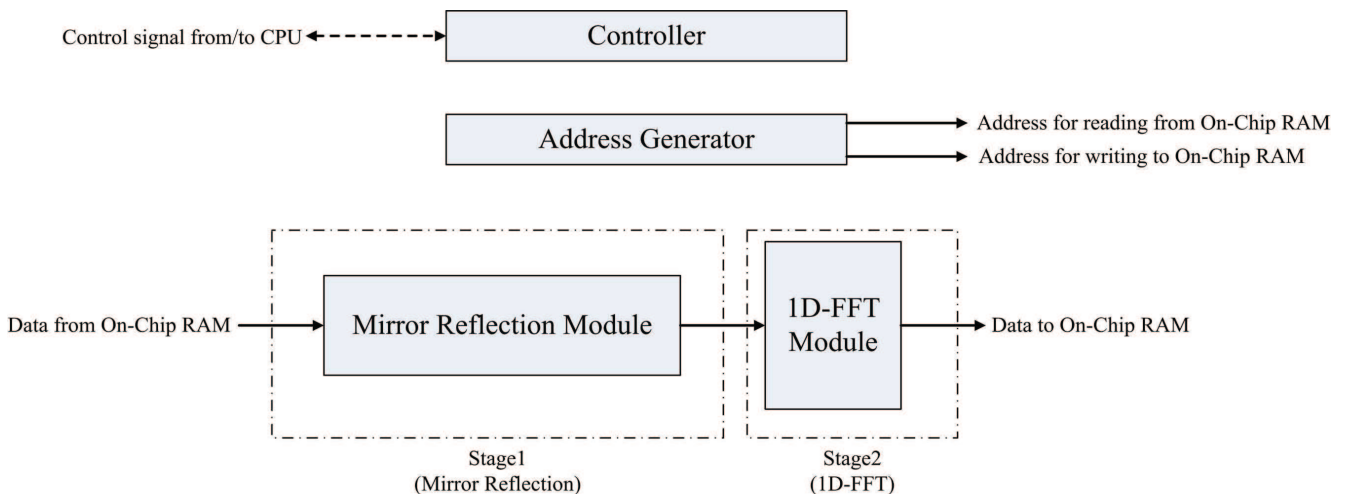 Control signal from/to CPU
Controller
Address Generator
Address for reading from On-Chip RAM
Address for writing to On-Chip RAM
Data from On-Chip RAM
Mirror Reflection Module
1D-FFT
Module
Data to On-Chip RAM
Stage1
(Mirror Reflection)
Stage2
(1D-FFT)